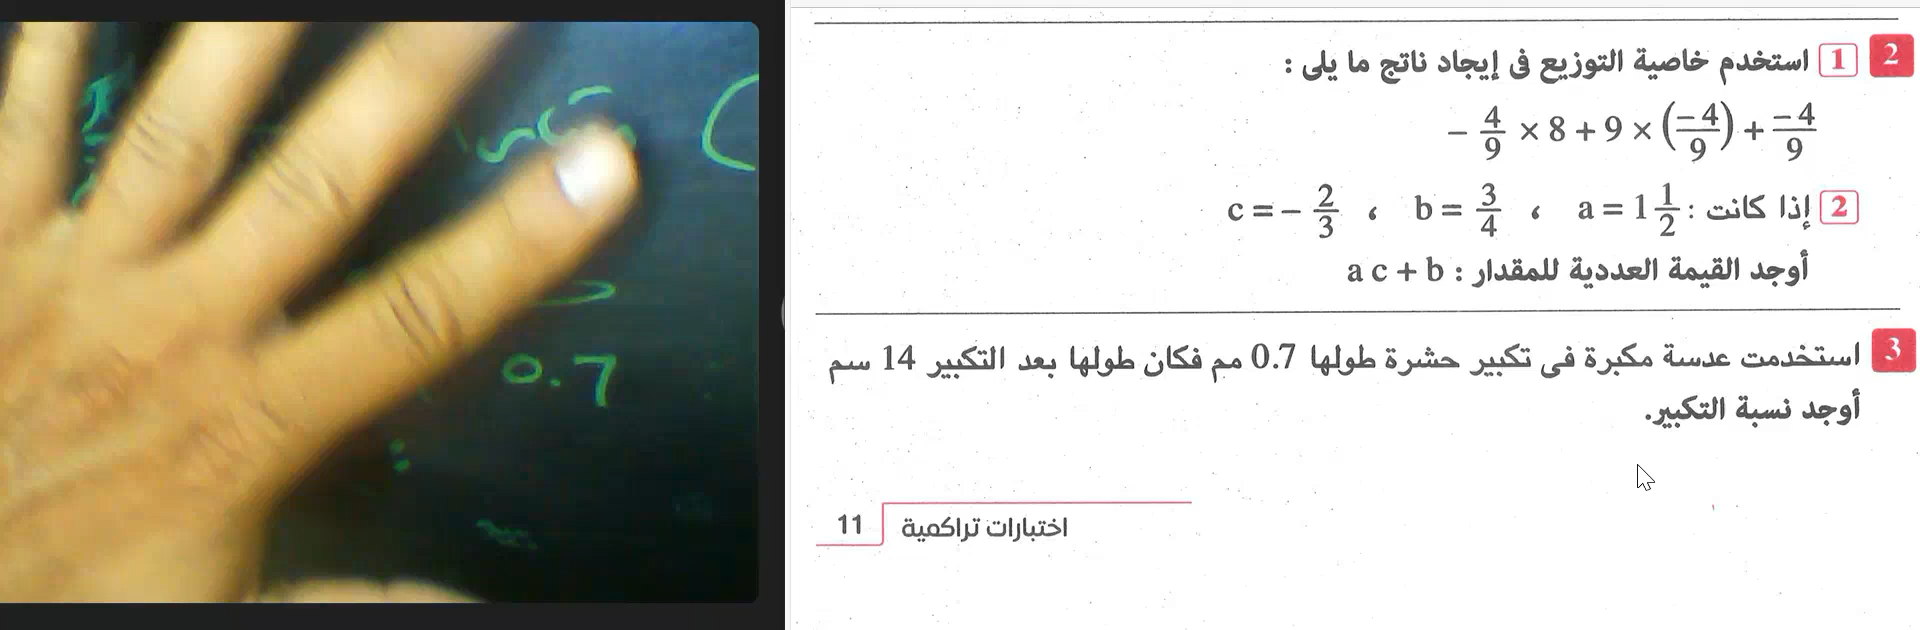 0.7
2 1 استخدم خاصية التوزيع فى إيجاد ناتج ما يلى :
- 4/9 × 8 + 9 × (-4/9) + -4/9
2 إذا كانت : a = 1 1/2 ، b = 3/4 ، c = - 2/3
أوجد القيمة العددية للمقدار : a c + b
3 استخدمت عدسة مكبرة فى تكبير حشرة طولها 0.7 مم فكان طولها بعد التكبير 14 سم
أوجد نسبة التكبير.
اختبارات تراكمية 11